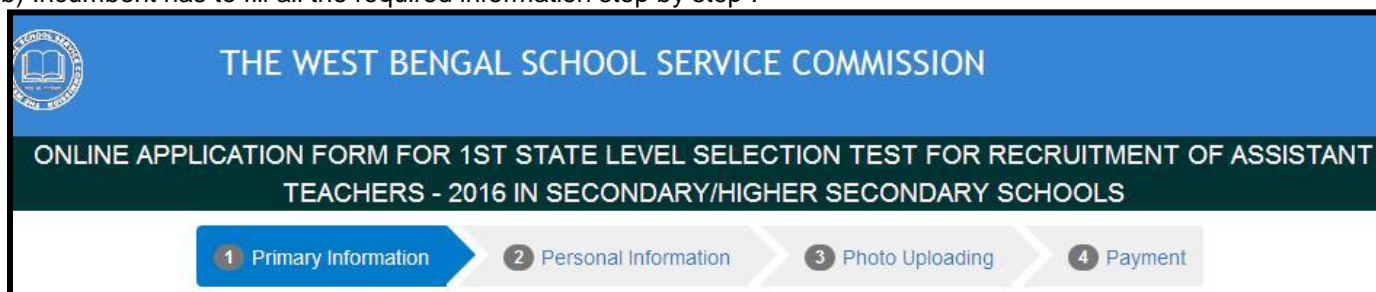 b) Incumbent has to fill all the required information step by step :
THE WEST BENGAL SCHOOL SERVICE COMMISSION
ONLINE APPLICATION FORM FOR 1ST STATE LEVEL SELECTION TEST FOR RECRUITMENT OF ASSISTANT
TEACHERS - 2016 IN SECONDARY/HIGHER SECONDARY SCHOOLS
1 Primary Information 2 Personal Information 3 Photo Uploading 4 Payment